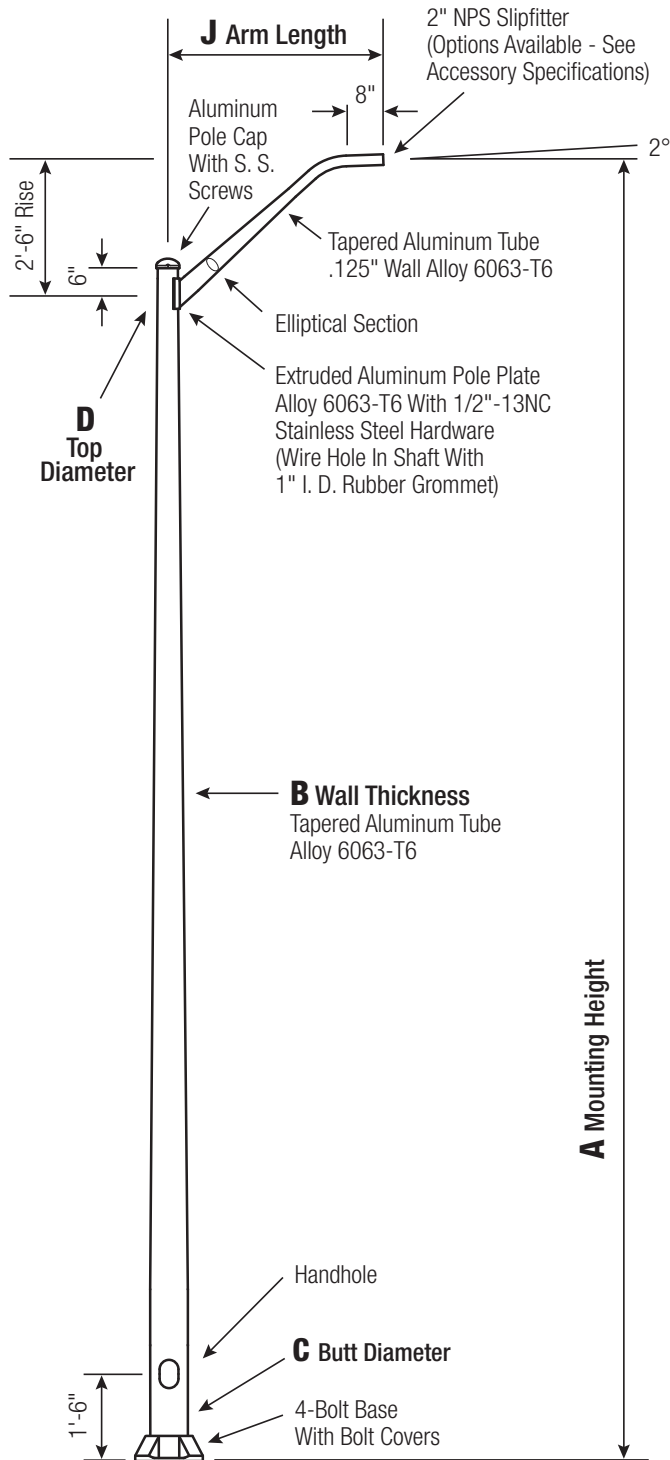 J Arm Length
2" NPS Slipfitter
(Options Available - See
Accessory Specifications)
8"
Aluminum
Pole Cap
With S. S.
Screws
2°
2'-6" Rise
6"
Tapered Aluminum Tube
.125" Wall Alloy 6063-T6
Elliptical Section
Extruded Aluminum Pole Plate
Alloy 6063-T6 With 1/2"-13NC
Stainless Steel Hardware
(Wire Hole In Shaft With
1" I. D. Rubber Grommet)
D
Top
Diameter
B Wall Thickness
Tapered Aluminum Tube
Alloy 6063-T6
A Mounting Height
Handhole
C Butt Diameter
1'-6"
4-Bolt Base
With Bolt Covers